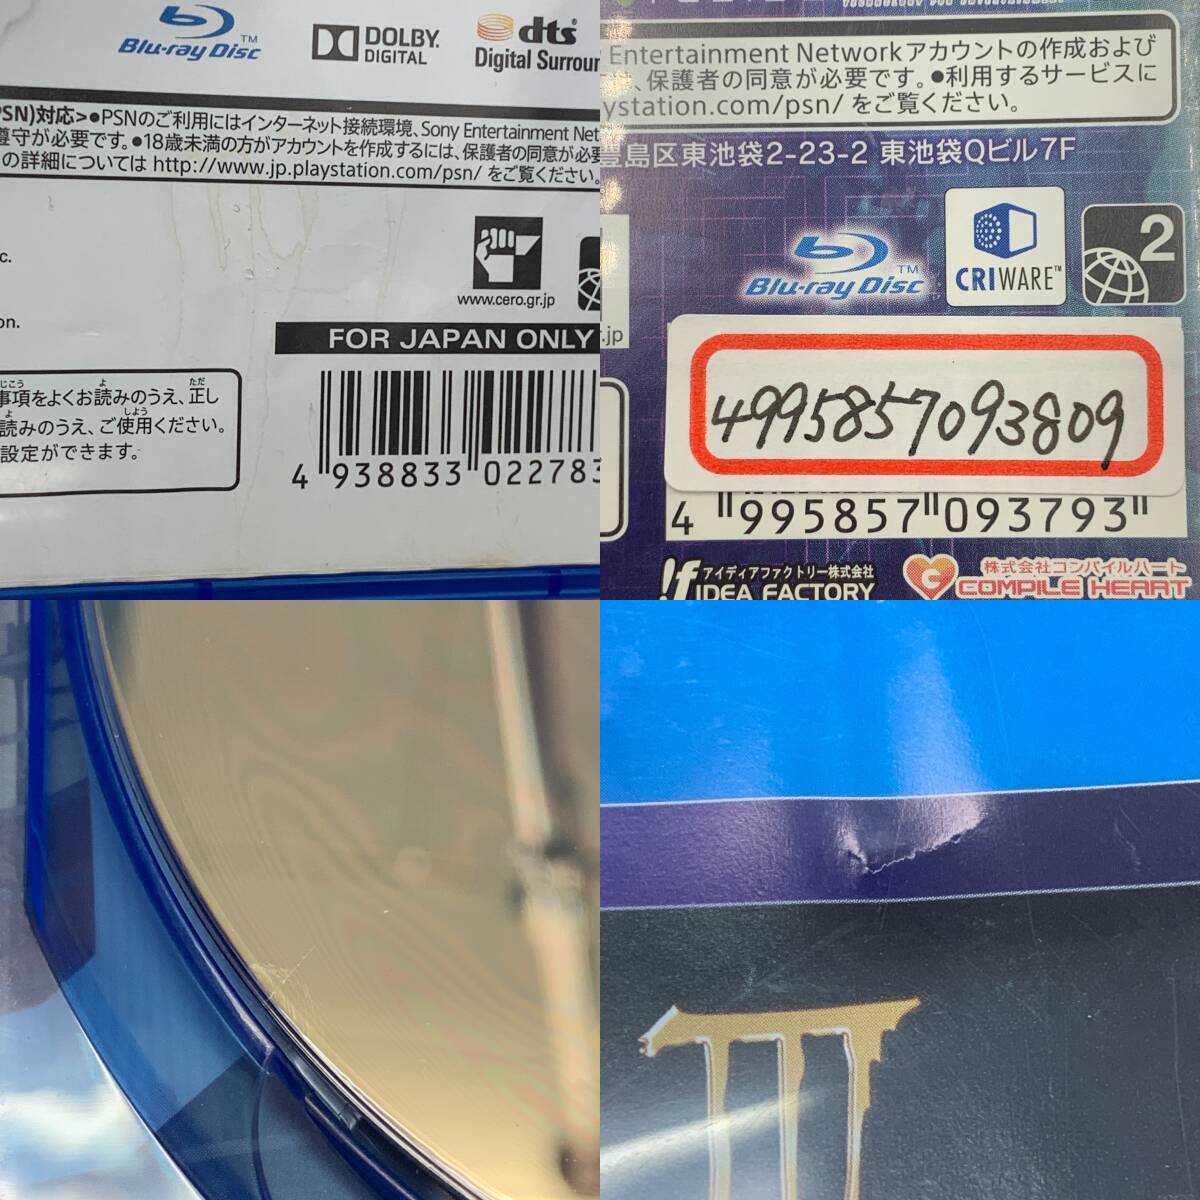 Blu-ray Disc™
DOLBY
DIGITAL
dts
Digital Surroun
PSN)対応>●PSNのご利用にはインターネット接続環境、Sony Entertainment Net
遵守が必要です。●18歳未満の方がアカウントを作成するには、保護者の同意が必要
の詳細については http://www.jp.playstation.com/psn/ をご覧ください。
c.
www.cero.gr.jp
on.
FOR JAPAN ONLY
事項をよくお読みのうえ、正し
読みのうえ、ご使用ください。
設定ができます。
4 938833 022783
Entertainment Networkアカウントの作成および
、保護者の同意が必要です。●利用するサービスに
ystation.com/psn/ をご覧ください。
豊島区東池袋2-23-2 東池袋Qビル7F
Blu-ray Disc™
CRIWARE™
2
.jp
4995857093809
4 995857 093793
!f アイディアファクトリー株式会社
IDEA FACTORY
株式会社コンパイルハート
COMPILE HEART
III